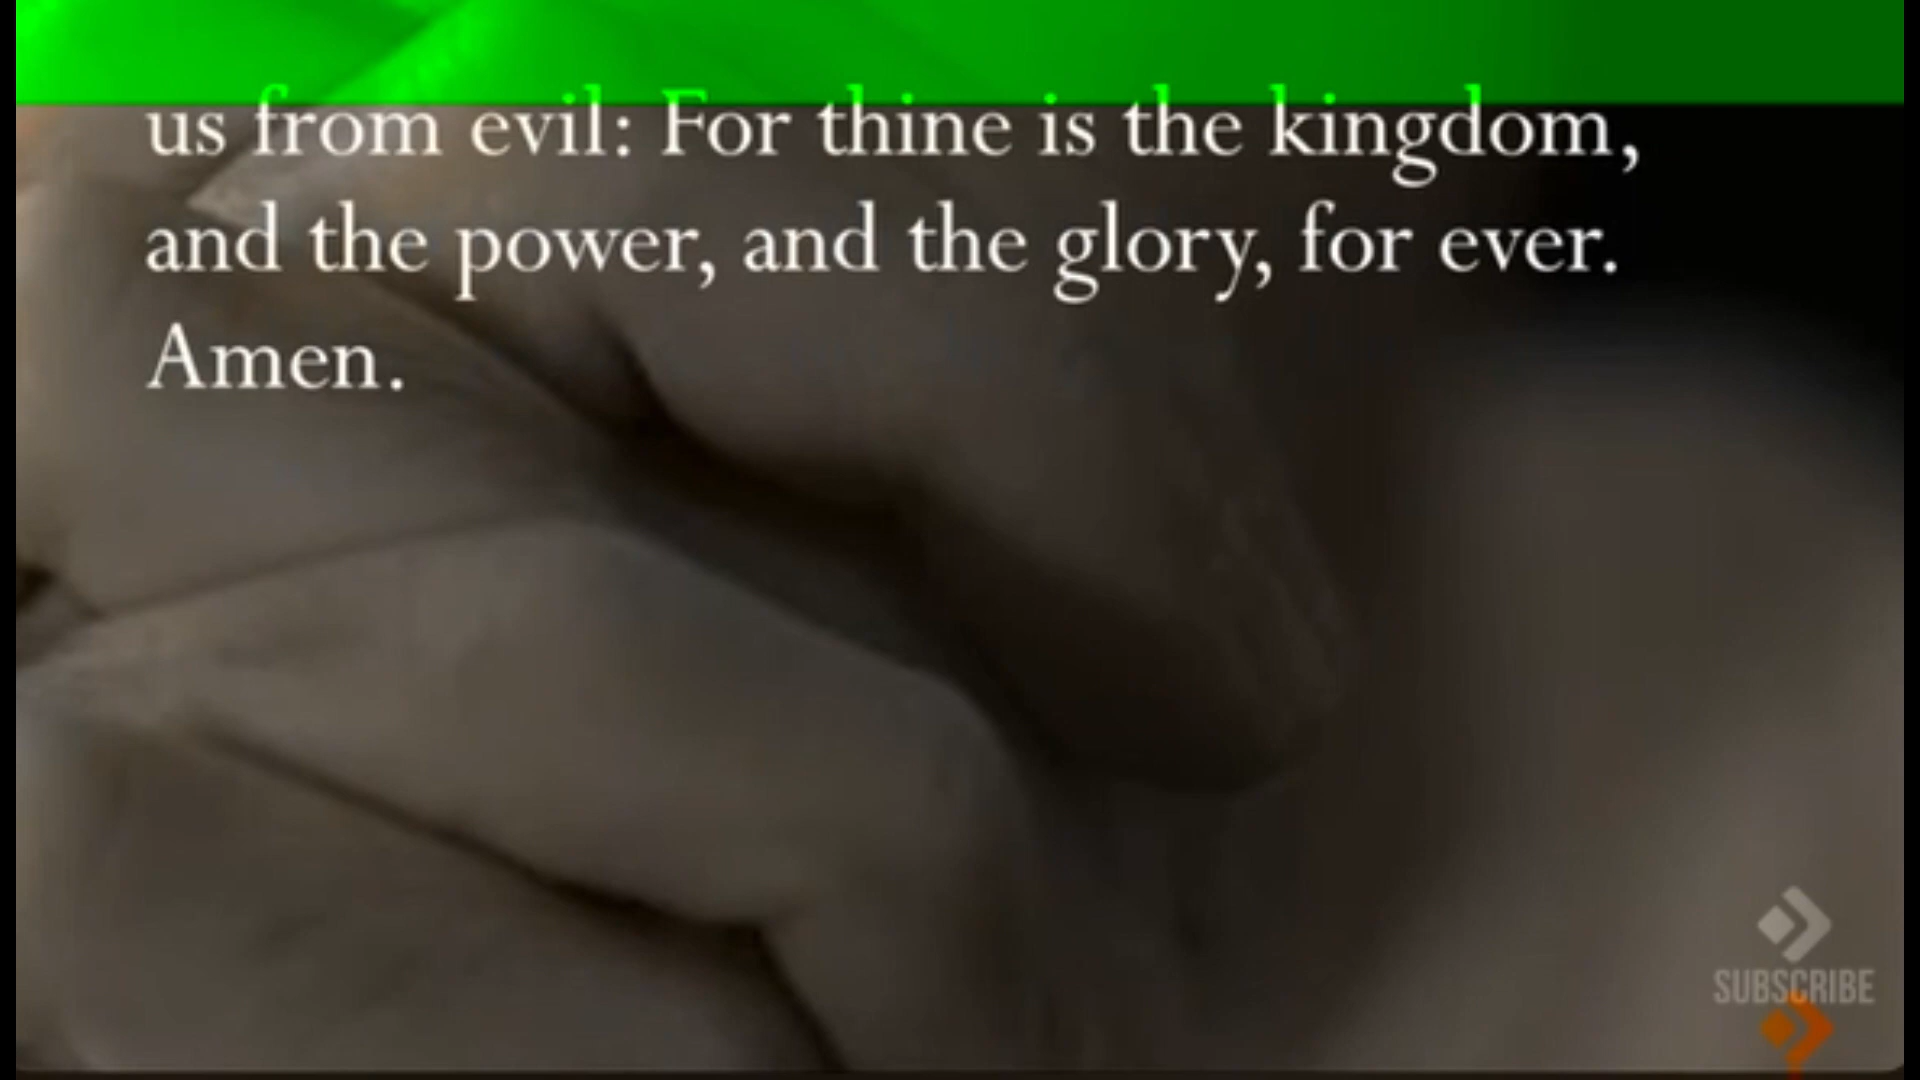 us from evil: For thine is the kingdom,
and the power, and the glory, for ever.
Amen.
SUBSCRIBE